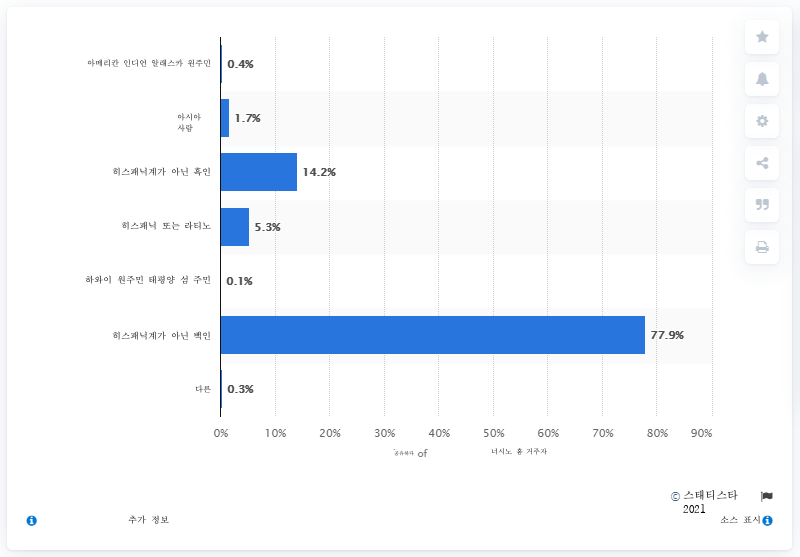 아메리칸 인디언 알래스카 원주민
0.4%
아시아
사람
1.7%
히스패닉계가 아닌 흑인
14.2%
히스패닉 또는 라티노
5.3%
하와이 원주민 태평양 섬 주민
0.1%
히스패닉계가 아닌 백인
77.9%
다른
0.3%
0% 10% 20% 30% 40% 50% 60% 70% 80% 90%
of 너시노 홈 거주자
© 스태티스타
2021
추가 정보
소스 표시